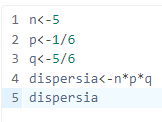 1 n<-5
2 p<-1/6
3 q<-5/6
4 dispersia<-n*p*q
5 dispersia